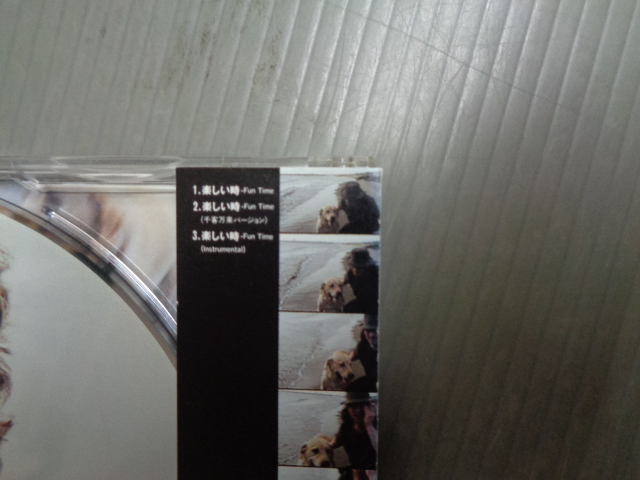 1.楽しい時-Fun Time
2.楽しい時-Fun Time
(千客万来バージョン)
3.楽しい時-Fun Time
(Instrumental)